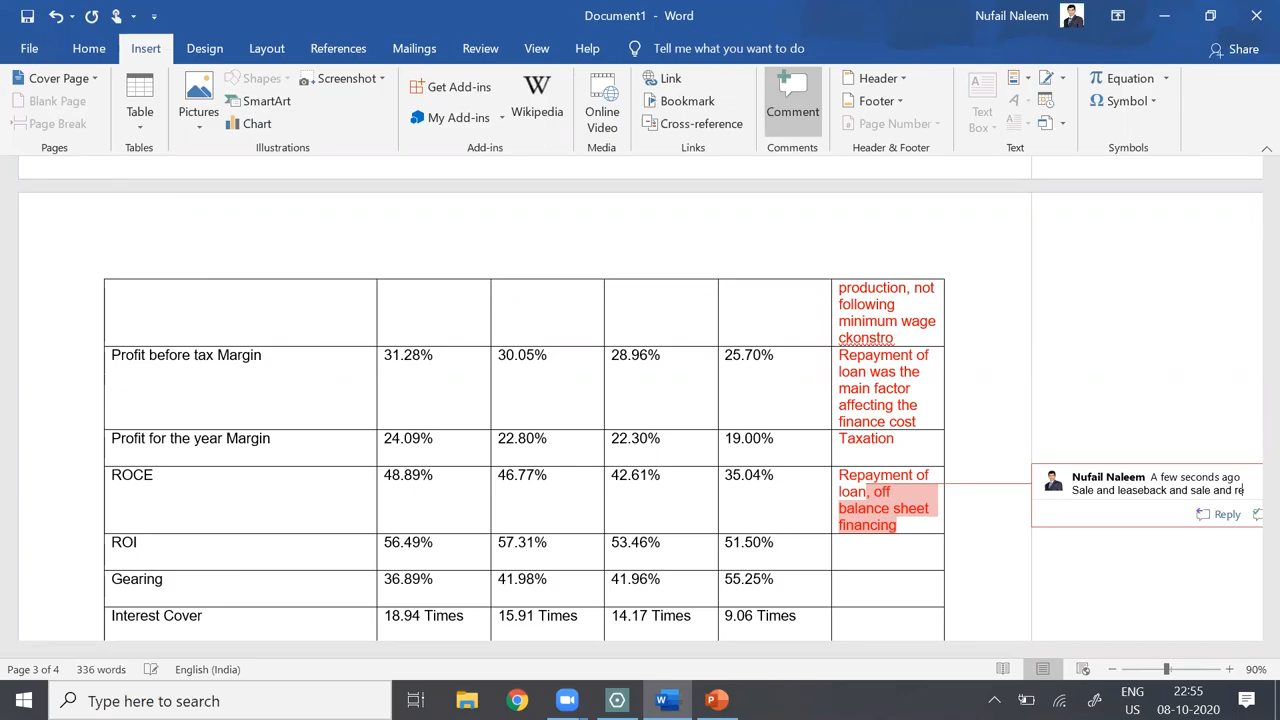 Document1 - Word
Nufail Naleem
File Home Insert Design Layout References Mailings Review View Help Tell me what you want to do Share
Cover Page
Blank Page
Page Break
Pages
Table
Tables
Pictures
Shapes
SmartArt
Chart
Screenshot
Illustrations
Get Add-ins
My Add-ins
Wikipedia
Add-ins
Online
Video
Media
Link
Bookmark
Cross-reference
Links
Comment
Comments
Header
Footer
Page Number
Header & Footer
Text
Box
A
A
Text
π Equation
Ω Symbol
Symbols
production, not
following
minimum wage
ckonstro
Profit before tax Margin 31.28% 30.05% 28.96% 25.70% Repayment of
loan was the
main factor
affecting the
finance cost
Profit for the year Margin 24.09% 22.80% 22.30% 19.00% Taxation
ROCE 48.89% 46.77% 42.61% 35.04% Repayment of
loan, off
balance sheet
financing
Nufail Naleem A few seconds ago
Sale and leaseback and sale and re
Reply
ROI 56.49% 57.31% 53.46% 51.50%
Gearing 36.89% 41.98% 41.96% 55.25%
Interest Cover 18.94 Times 15.91 Times 14.17 Times 9.06 Times
Page 3 of 4 336 words English (India) 90%
Type here to search
ENG
US
22:55
08-10-2020